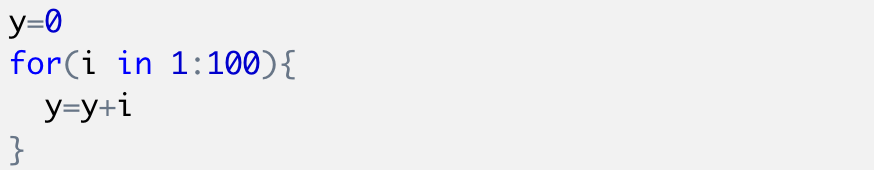 y=0
for(i in 1:100){
  y=y+i
}